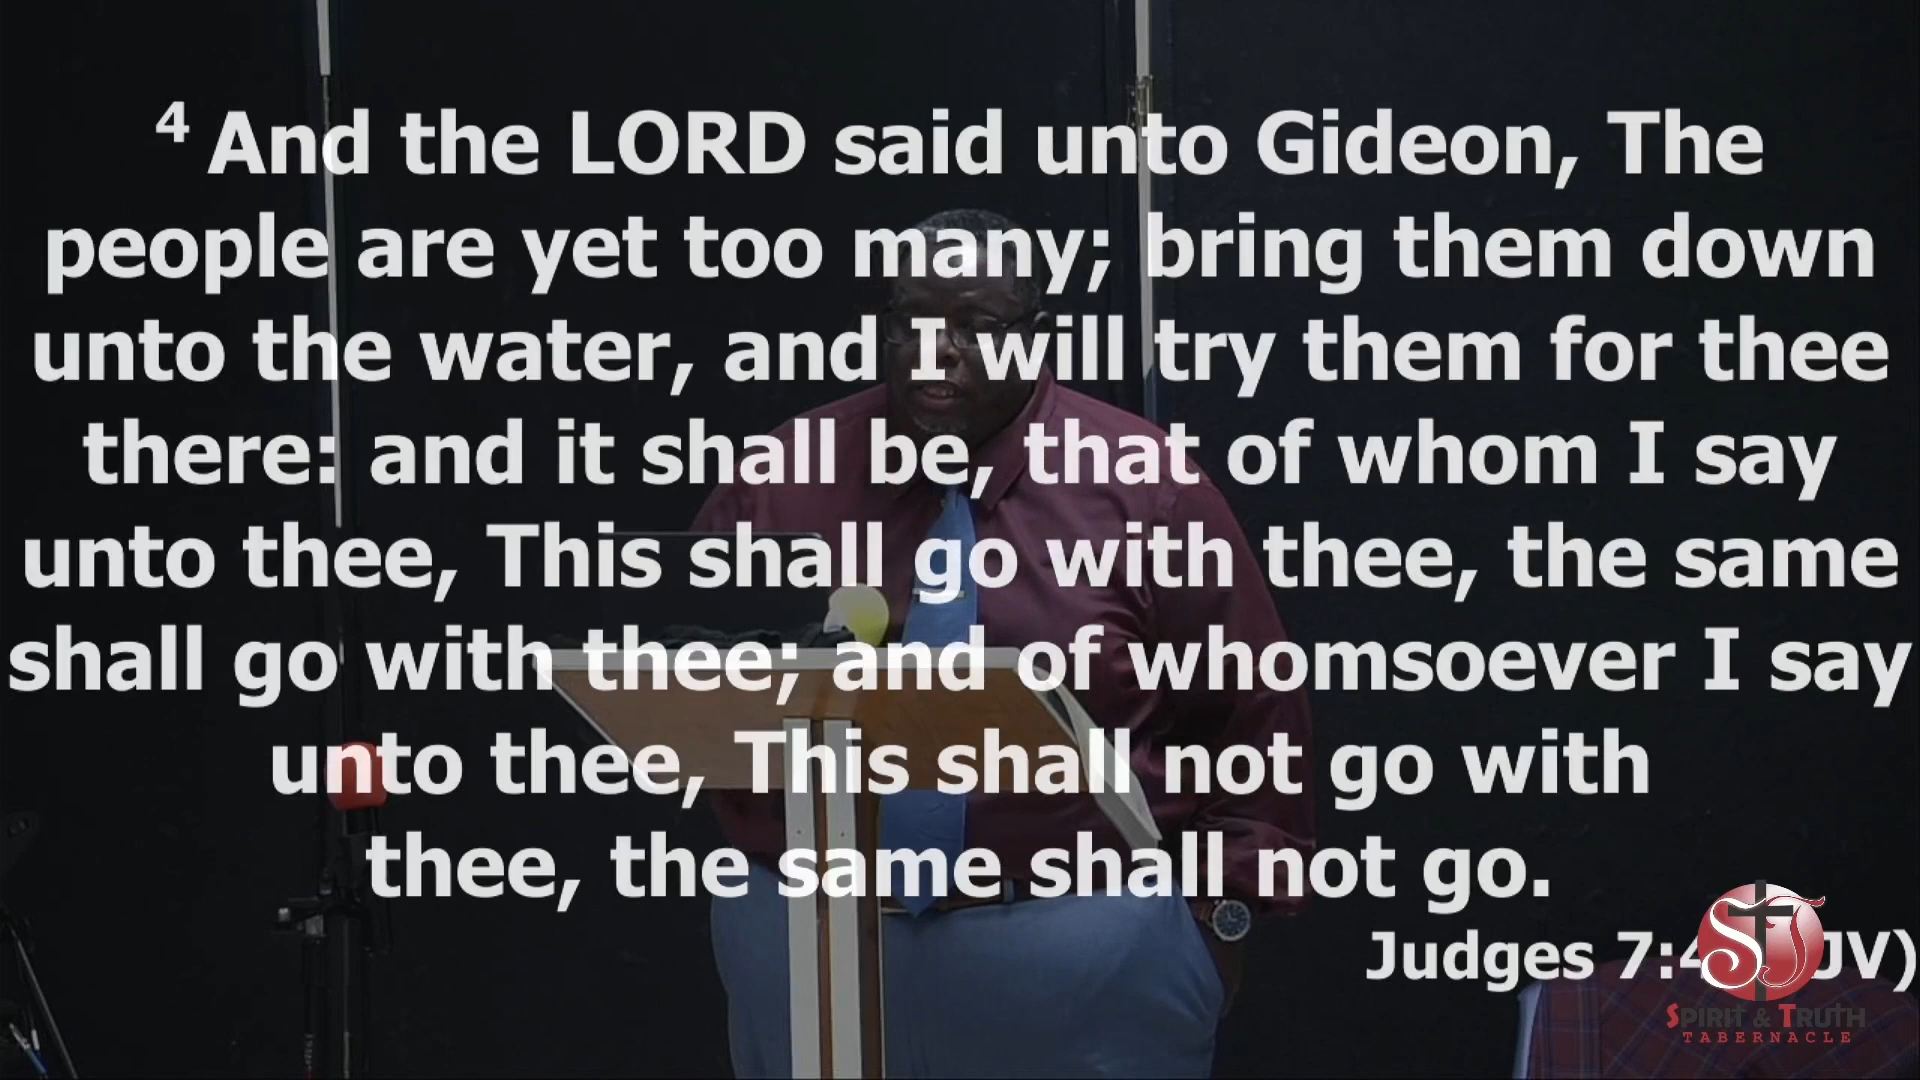 4 And the LORD said unto Gideon, The
people are yet too many; bring them down
unto the water, and I will try them for thee
there: and it shall be, that of whom I say
unto thee, This shall go with thee, the same
shall go with thee; and of whomsoever I say
unto thee, This shall not go with
thee, the same shall not go.
Judges 7:4 JV)
ST
SPIRIT & TRUTH
TABERNACLE